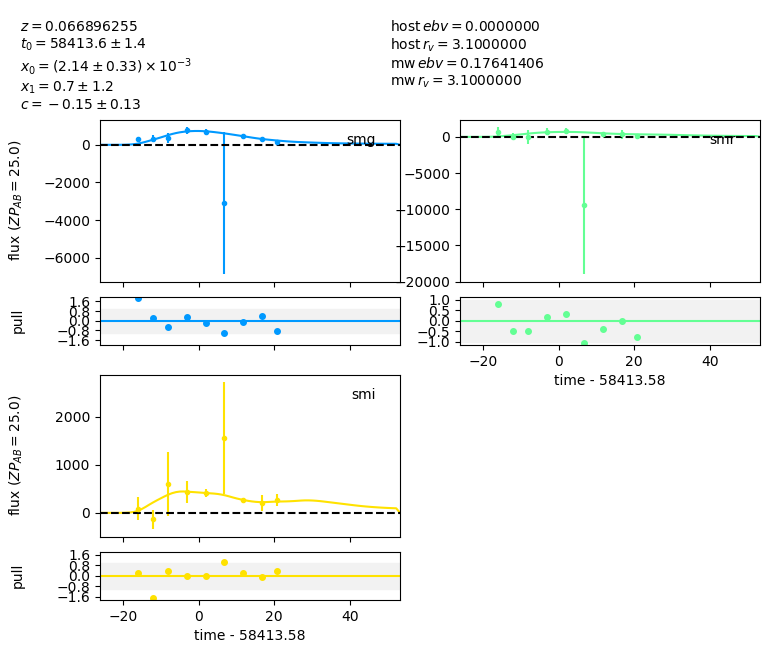 z = 0.066896255
t₀ = 58413.6 ± 1.4
x₀ = (2.14 ± 0.33) × 10⁻³
x₁ = 0.7 ± 1.2
c = −0.15 ± 0.13
host ebv = 0.0000000
host r_v = 3.1000000
mw ebv = 0.17641406
mw r_v = 3.1000000
smg
flux (ZP_AB = 25.0)
0
−2000
−4000
−6000
smr
0
−5000
−10000
−15000
−20000
pull
1.6
0.8
0.0
−0.8
−1.6
1.0
0.5
0.0
−0.5
−1.0
−20 0 20 40
time - 58413.58
smi
flux (ZP_AB = 25.0)
2000
1000
0
pull
1.6
0.8
0.0
−0.8
−1.6
−20 0 20 40
time - 58413.58